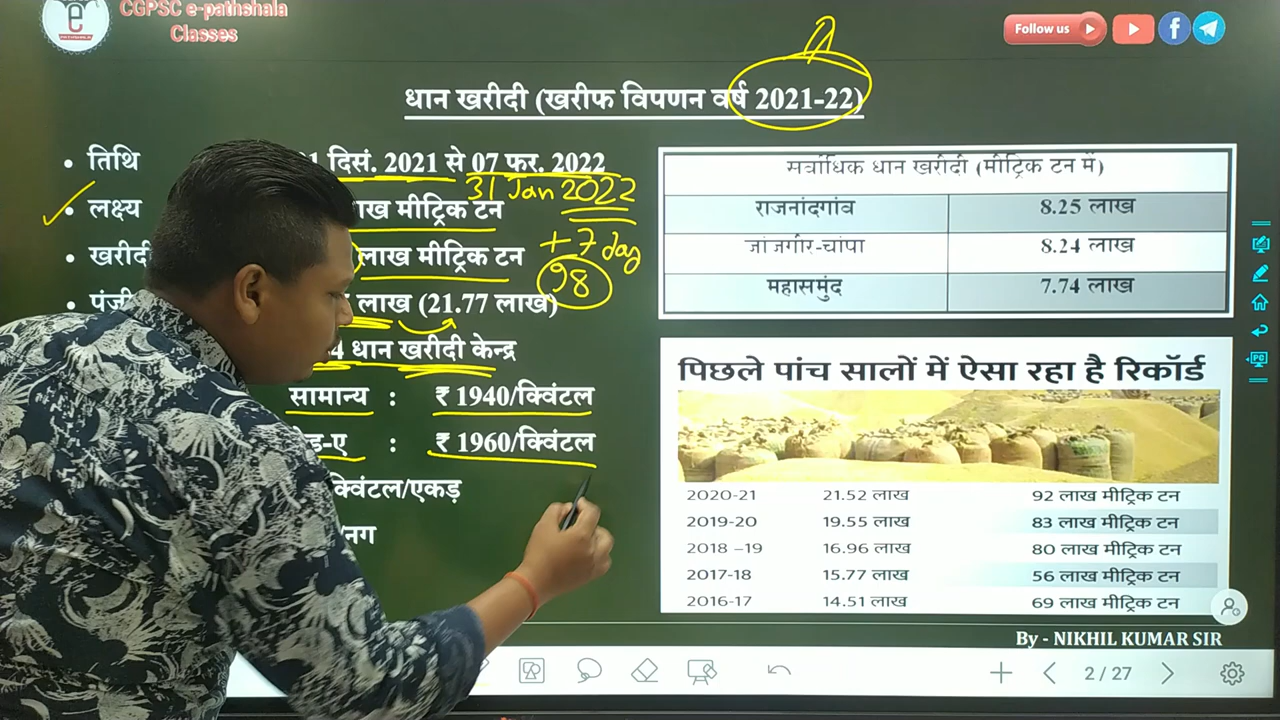 CGPSC e-pathshala
Classes
Follow us
धान खरीदी (खरीफ विपणन वर्ष 2021-22)
• तिथि दिसं. 2021 से 07 फर. 2022
31 Jan 2022
• लक्ष्य लाख मीट्रिक टन
+7 day
• खरीदी लाख मीट्रिक टन
98
• लाख (21.77 लाख)
धान खरीदी केन्द्र
सामान्य : ₹ 1940/क्विंटल
: ₹ 1960/क्विंटल
क्विंटल/एकड़
/नग
सर्वाधिक धान खरीदी (मीट्रिक टन में)
राजनांदगांव 8.25 लाख
जांजगीर-चांपा 8.24 लाख
महासमुंद 7.74 लाख
पिछले पांच सालों में ऐसा रहा है रिकॉर्ड
2020-21 21.52 लाख 92 लाख मीट्रिक टन
2019-20 19.55 लाख 83 लाख मीट्रिक टन
2018 –19 16.96 लाख 80 लाख मीट्रिक टन
2017-18 15.77 लाख 56 लाख मीट्रिक टन
2016-17 14.51 लाख 69 लाख मीट्रिक टन
By - NIKHIL KUMAR SIR
2 / 27